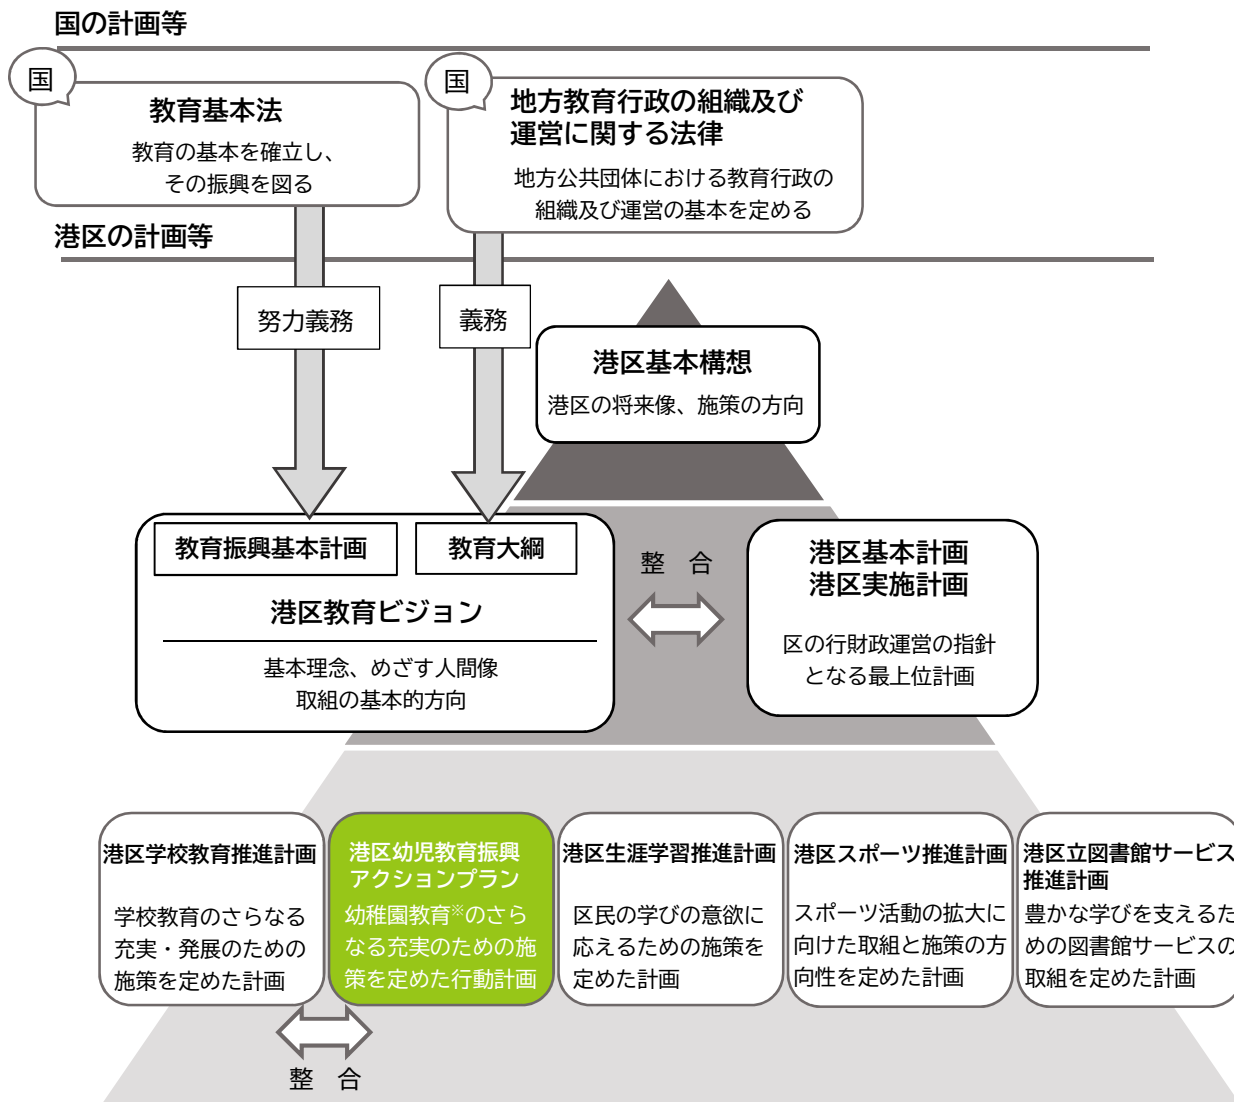 国の計画等
国
教育基本法
教育の基本を確立し、
その振興を図る
国
地方教育行政の組織及び
運営に関する法律
地方公共団体における教育行政の
組織及び運営の基本を定める
港区の計画等
努力義務
義務
港区基本構想
港区の将来像、施策の方向
教育振興基本計画
教育大綱
港区教育ビジョン
基本理念、めざす人間像
取組の基本的方向
整 合
港区基本計画
港区実施計画
区の行財政運営の指針
となる最上位計画
港区学校教育推進計画
学校教育のさらなる
充実・発展のための
施策を定めた計画
港区幼児教育振興
アクションプラン
幼稚園教育※のさら
なる充実のための施
策を定めた行動計画
港区生涯学習推進計画
区民の学びの意欲に
応えるための施策を
定めた計画
港区スポーツ推進計画
スポーツ活動の拡大に
向けた取組と施策の方
向性を定めた計画
港区立図書館サービス
推進計画
豊かな学びを支えるた
めの図書館サービスの
取組を定めた計画
整 合